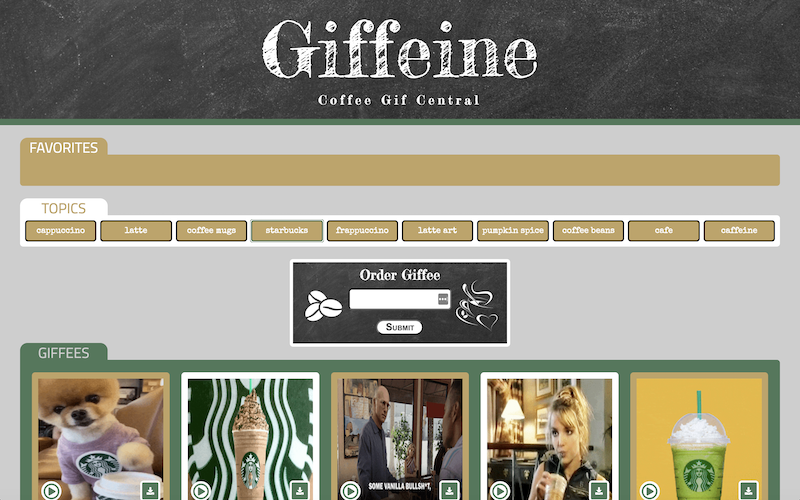 Giffeine
Coffee Gif Central
FAVORITES
TOPICS
cappuccino
latte
coffee mugs
starbucks
frappuccino
latte art
pumpkin spice
coffee beans
cafe
caffeine
Order Giffee
Submit
GIFFEES
SOME VANILLA BULLSH*T,